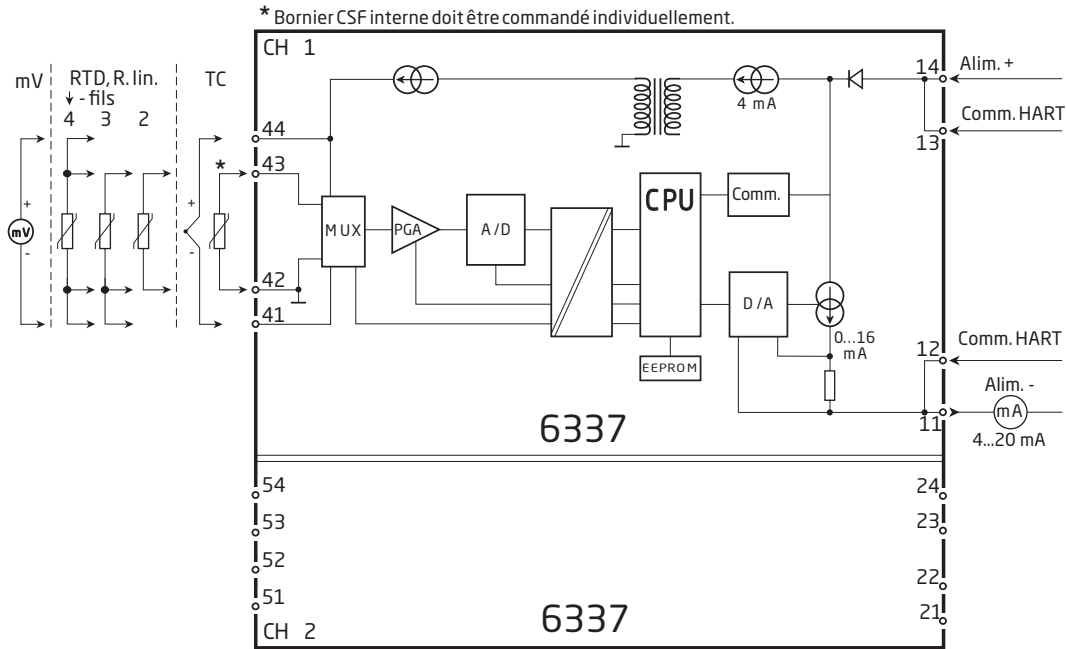 * Bornier CSF interne doit être commandé individuellement.
CH 1
mV
RTD, R. lin.
- fils
4 3 2
TC
44
43
*
42
41
+
mV
-
+
-
MUX
PGA
A/D
CPU
Comm.
D/A
EEPROM
4 mA
0...16
mA
14
Alim. +
Comm. HART
13
12
Comm. HART
Alim. -
mA
11
4...20 mA
6337
54
53
52
51
24
23
22
21
6337
CH 2